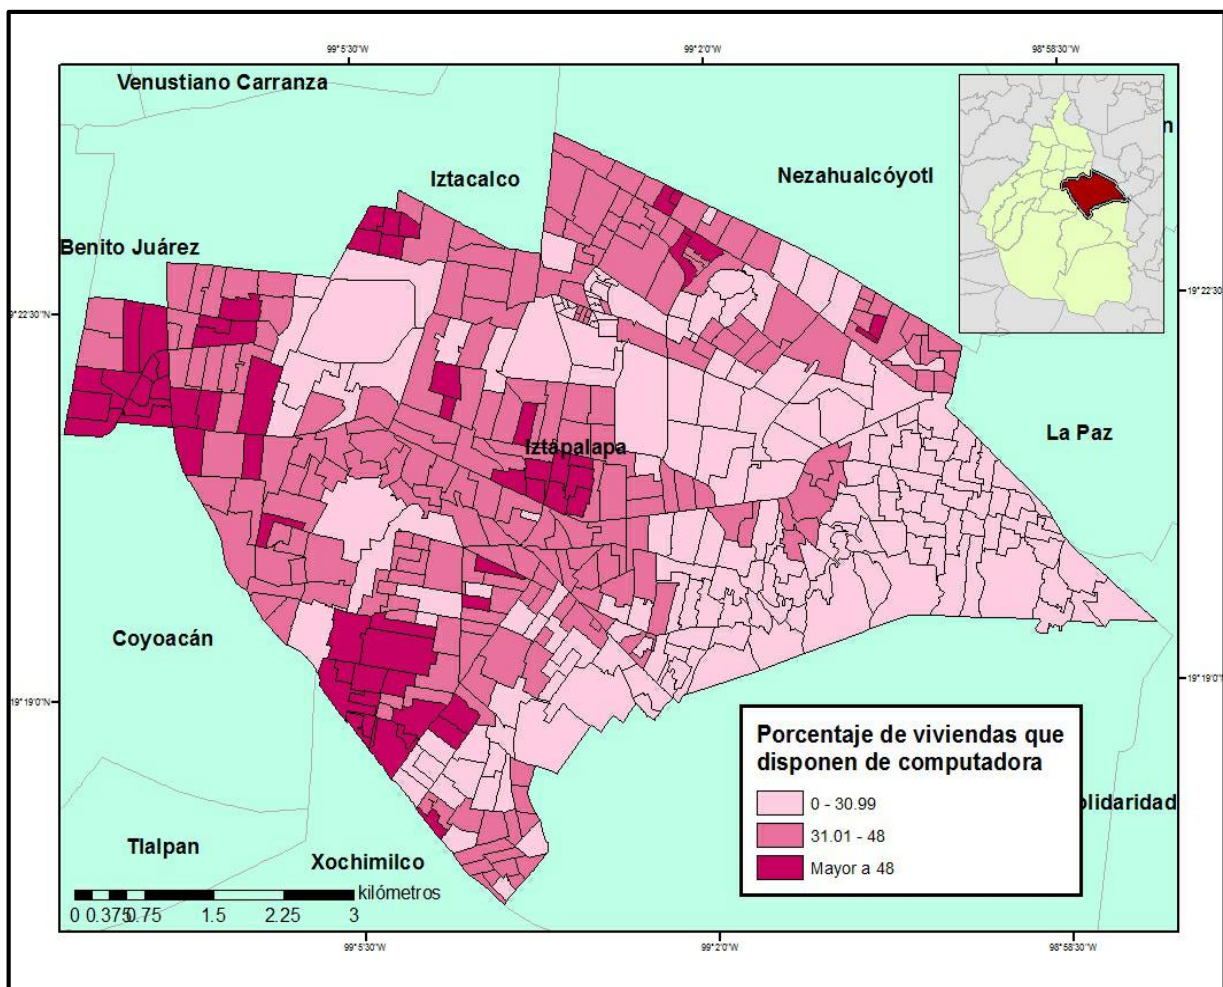 99°5'30"W
99°2'0"W
98°58'30"W
Venustiano Carranza
n
Iztacalco
Nezahualcóyotl
Benito Juárez
9°22'30"N
19°22'30"
La Paz
Iztapalapa
Coyoacán
19°19'0"N
19°19'0"N
Porcentaje de viviendas que
disponen de computadora
0 - 30.99
31.01 - 48
Mayor a 48
olidaridad
Tlalpan
Xochimilco
kilómetros
0 0.375 0.75 1.5 2.25 3
99°5'30"W
99°2'0"W
98°58'30"W